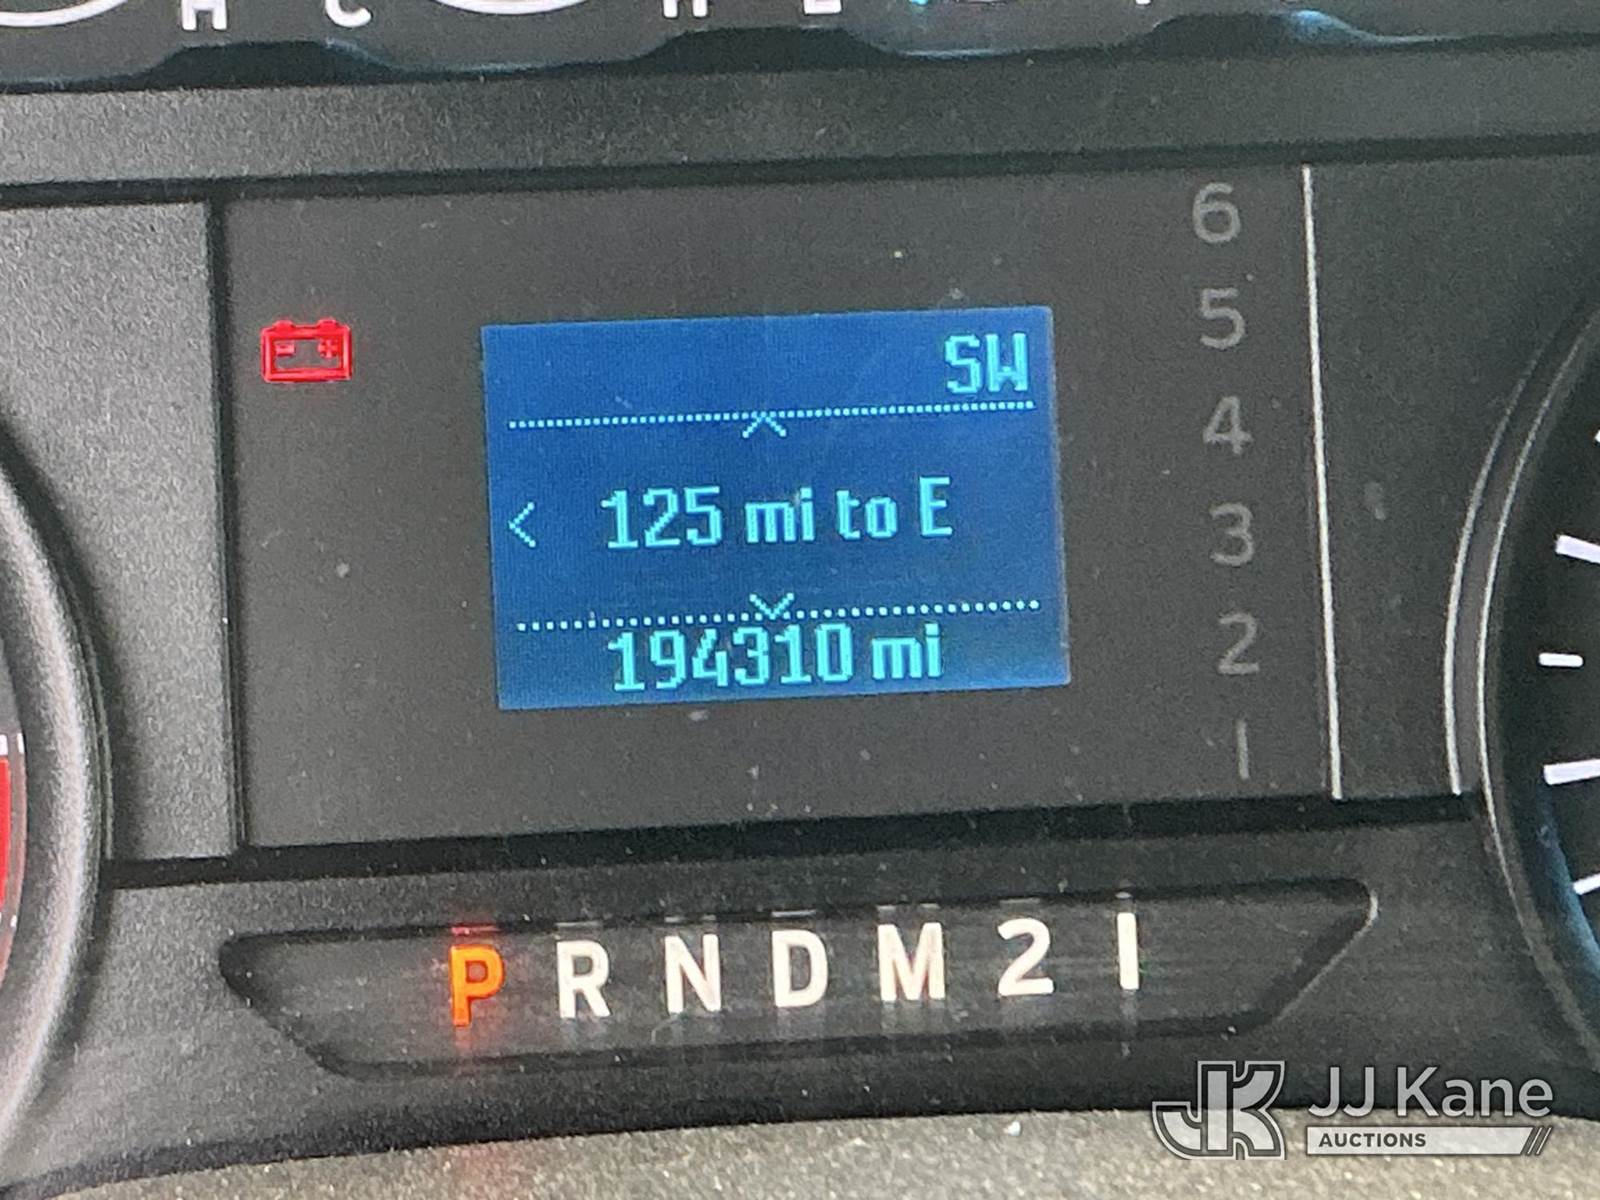 H C H E F
SW
125 mi to E
194310 mi
6
5
4
3
2
1
P R N D M 2 1
JJ Kane
AUCTIONS